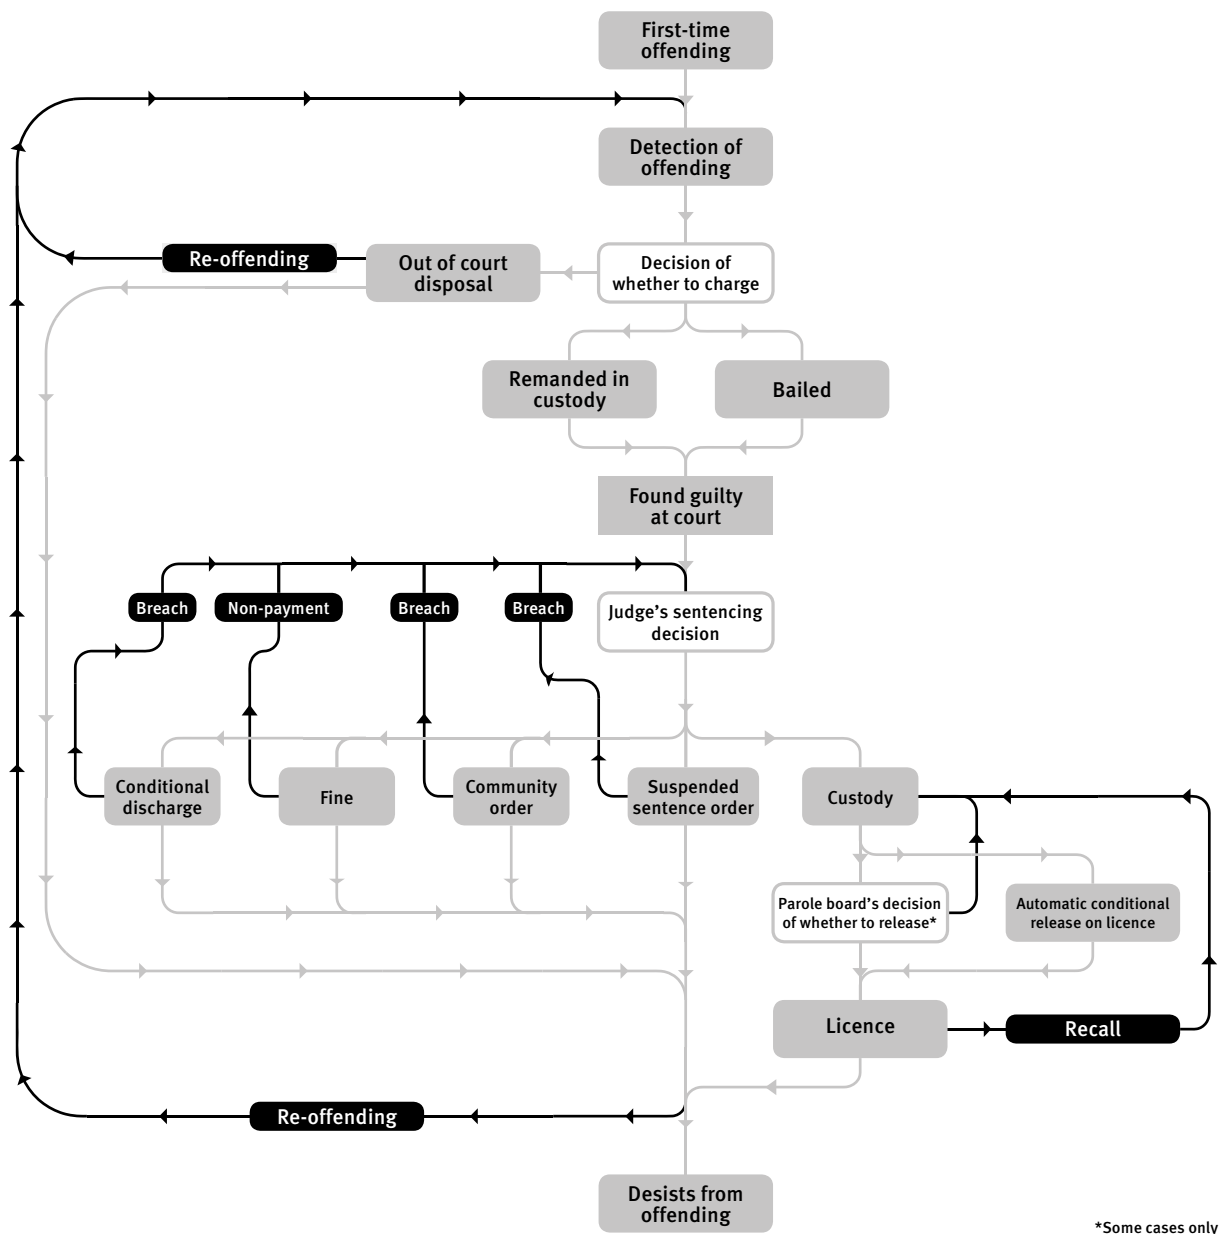 First-time
offending
Detection of
offending
Re-offending
Out of court
disposal
Decision of
whether to charge
Remanded in
custody
Bailed
Found guilty
at court
Breach
Non-payment
Breach
Breach
Judge's sentencing
decision
Conditional
discharge
Fine
Community
order
Suspended
sentence order
Custody
Parole board's decision
of whether to release*
Automatic conditional
release on licence
Licence
Recall
Re-offending
Desists from
offending
*Some cases only